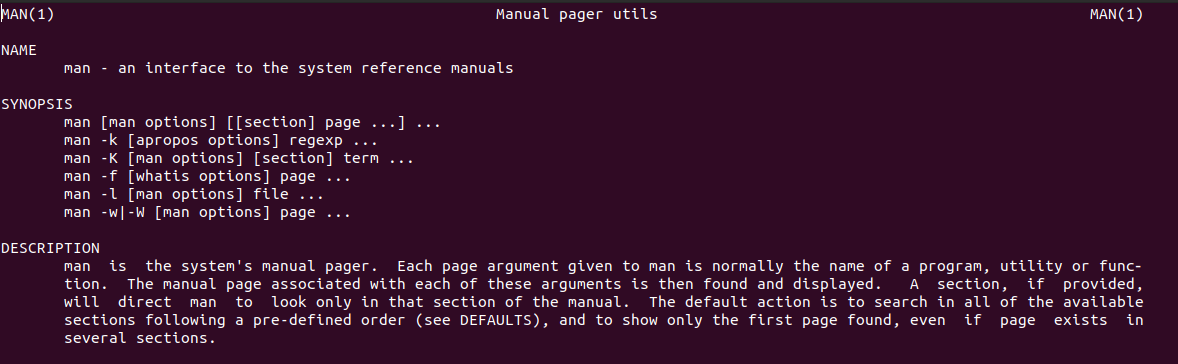 MAN(1) Manual pager utils MAN(1)
NAME
man - an interface to the system reference manuals
SYNOPSIS
man [man options] [[section] page ...] ...
man -k [apropos options] regexp ...
man -K [man options] [section] term ...
man -f [whatis options] page ...
man -l [man options] file ...
man -w|-W [man options] page ...
DESCRIPTION
man is the system's manual pager. Each page argument given to man is normally the name of a program, utility or func-
tion. The manual page associated with each of these arguments is then found and displayed. A section, if provided,
will direct man to look only in that section of the manual. The default action is to search in all of the available
sections following a pre-defined order (see DEFAULTS), and to show only the first page found, even if page exists in
several sections.